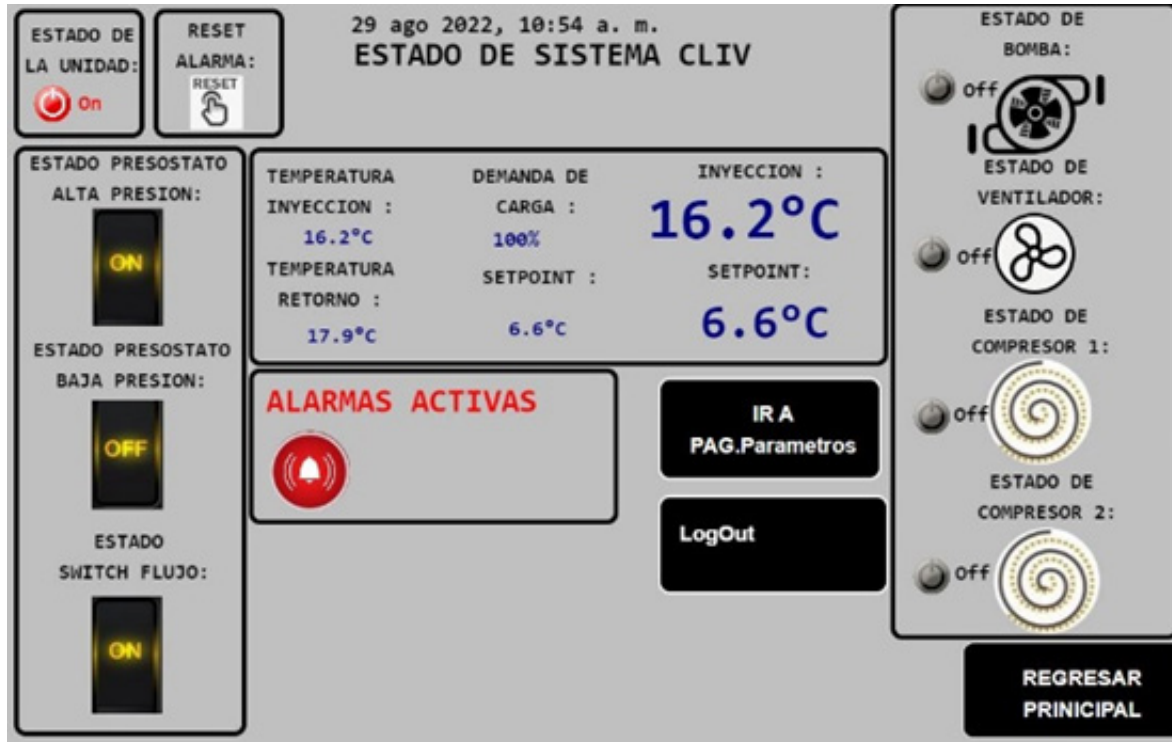 29 ago 2022, 10:54 a. m.
ESTADO DE SISTEMA CLIV
ESTADO DE
LA UNIDAD:
On
RESET
ALARMA:
RESET
ESTADO PRESOSTATO
ALTA PRESION:
ON
ESTADO PRESOSTATO
BAJA PRESION:
OFF
ESTADO
SWITCH FLUJO:
ON
TEMPERATURA
INYECCION :
16.2°C
TEMPERATURA
RETORNO :
17.9°C
DEMANDA DE
CARGA :
100%
SETPOINT :
6.6°C
INYECCION :
16.2°C
SETPOINT:
6.6°C
ALARMAS ACTIVAS
IR A
PAG.Parametros
LogOut
ESTADO DE
BOMBA:
Off
ESTADO DE
VENTILADOR:
Off
ESTADO DE
COMPRESOR 1:
Off
ESTADO DE
COMPRESOR 2:
Off
REGRESAR
PRINICIPAL